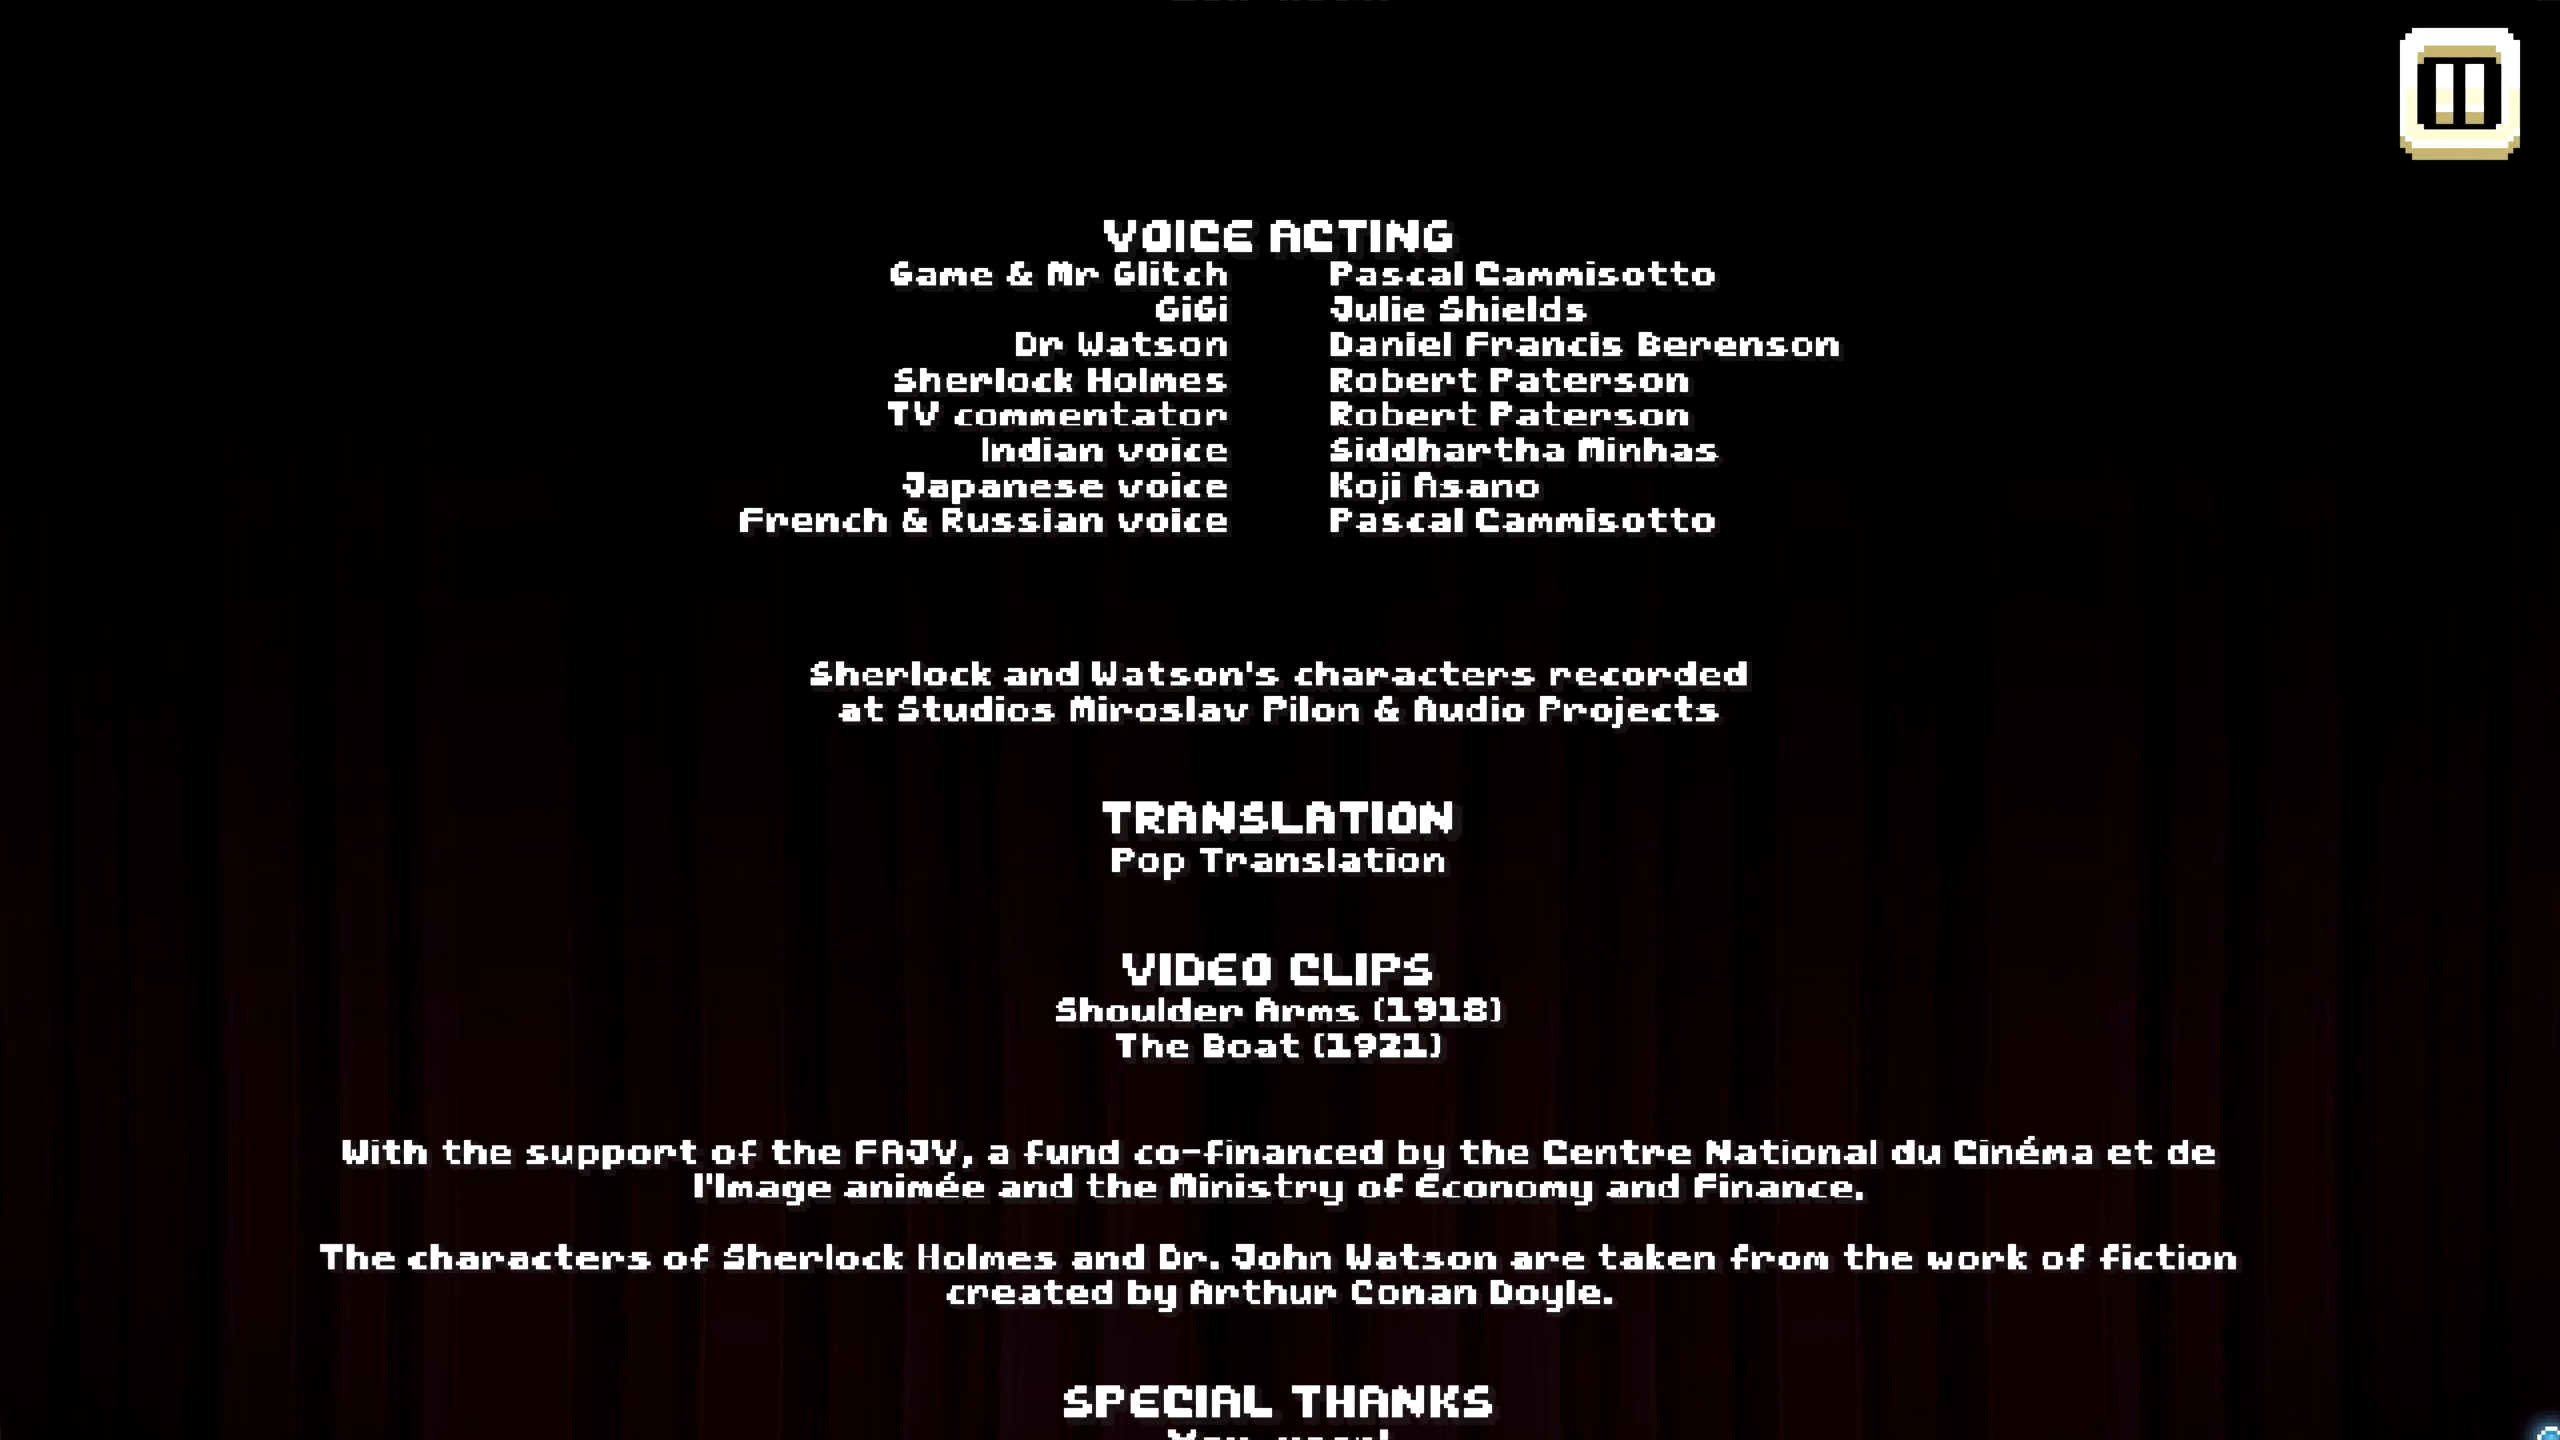 VOICE ACTING
Game & Mr Glitch Pascal Cammisotto
GiGi Julie Shields
Dr Watson Daniel Francis Berenson
Sherlock Holmes Robert Paterson
TV commentator Robert Paterson
Indian voice Siddhartha Minhas
Japanese voice Koji Asano
French & Russian voice Pascal Cammisotto
Sherlock and Watson's characters recorded
at Studios Miroslav Pilon & Audio Projects
TRANSLATION
Pop Translation
VIDEO CLIPS
Shoulder Arms (1918)
The Boat (1921)
With the support of the FAJV, a fund co-financed by the Centre National du Cinéma et de
l'Image animée and the Ministry of Economy and Finance.
The characters of Sherlock Holmes and Dr. John Watson are taken from the work of fiction
created by Arthur Conan Doyle.
SPECIAL THANKS